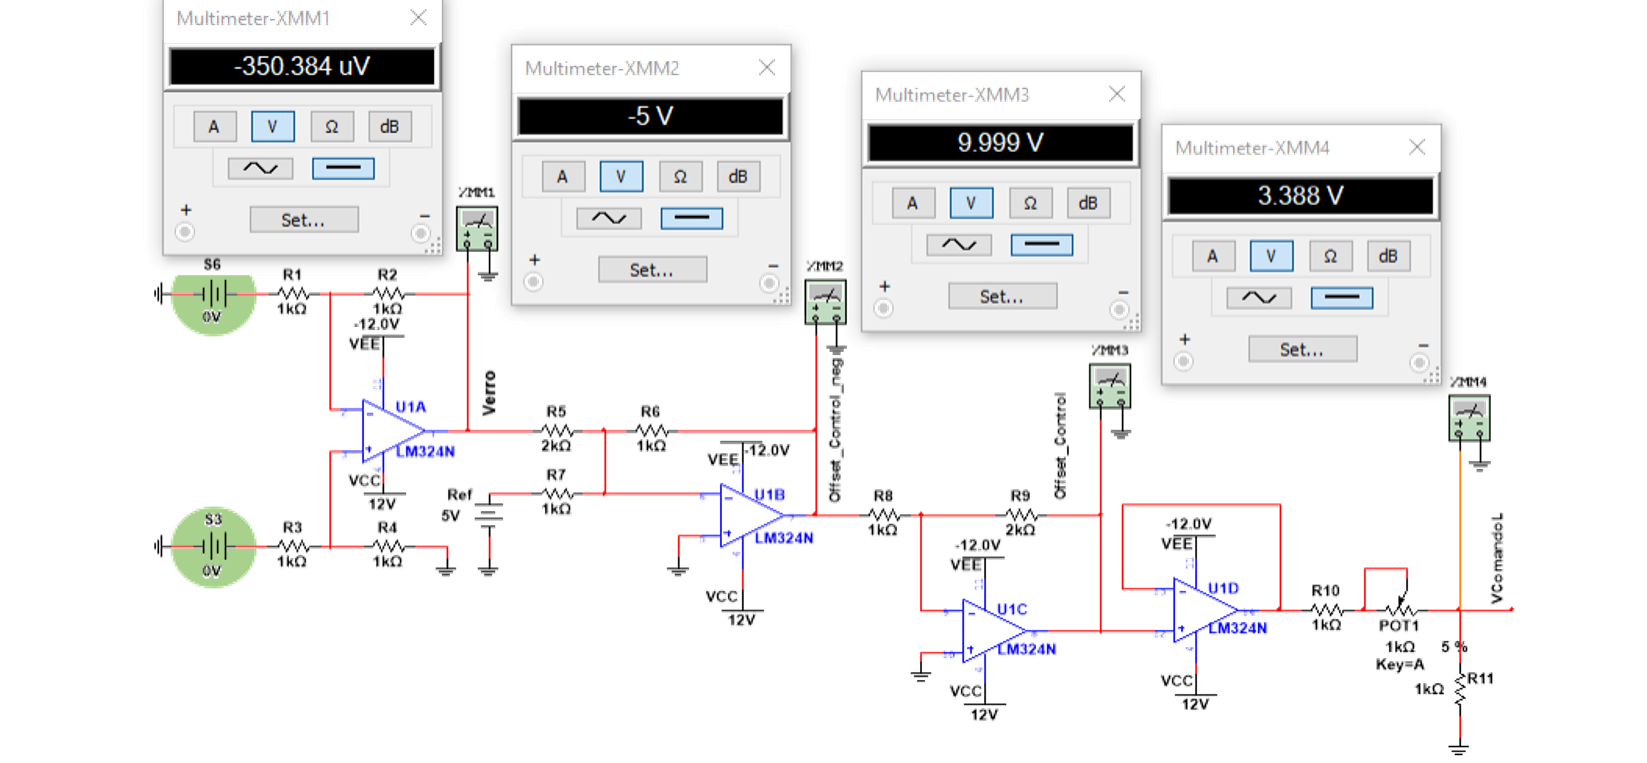 Multimeter-XMM1
-350.384 uV
A V Ω dB
+ Set... −
Multimeter-XMM2
-5 V
A V Ω dB
+ Set... −
Multimeter-XMM3
9.999 V
A V Ω dB
+ Set... −
Multimeter-XMM4
3.388 V
A V Ω dB
+ Set... −
XMM1
XMM2
XMM3
XMM4
S6
0V
R1
1kΩ
R2
1kΩ
-12.0V
VEE
U1A
LM324N
VCC
12V
S3
0V
R3
1kΩ
R4
1kΩ
Verro
R5
2kΩ
R6
1kΩ
R7
1kΩ
Ref
5V
VEE
-12.0V
U1B
LM324N
VCC
12V
Offset_Control_neg
R8
1kΩ
R9
2kΩ
Offset_Control
-12.0V
VEE
U1C
LM324N
VCC
12V
-12.0V
VEE
U1D
LM324N
VCC
12V
R10
1kΩ
POT1
1kΩ
Key=A
5 %
R11
1kΩ
VComandoL